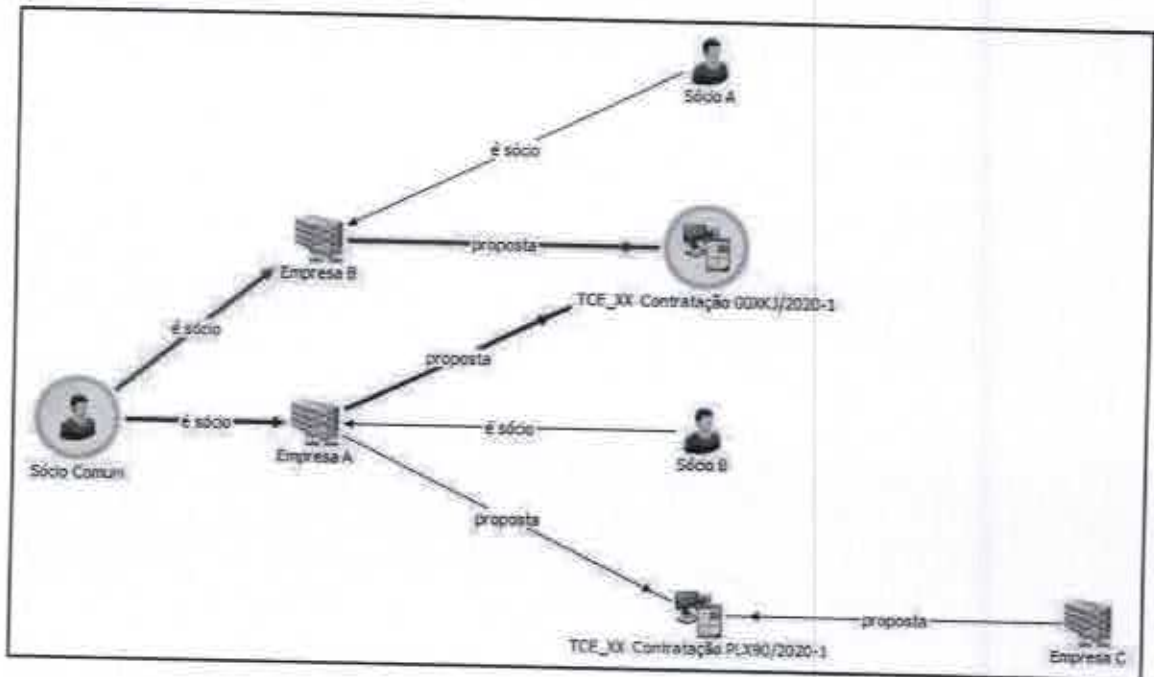 Sócio A
é sócio
Empresa B
proposta
TCE_XX Contratação 00XKJ/2020-1
é sócio
proposta
Sócio Comum
é sócio
Empresa A
é sócio
Sócio B
proposta
TCE_XX Contratação PLX90/2020-1
proposta
Empresa C